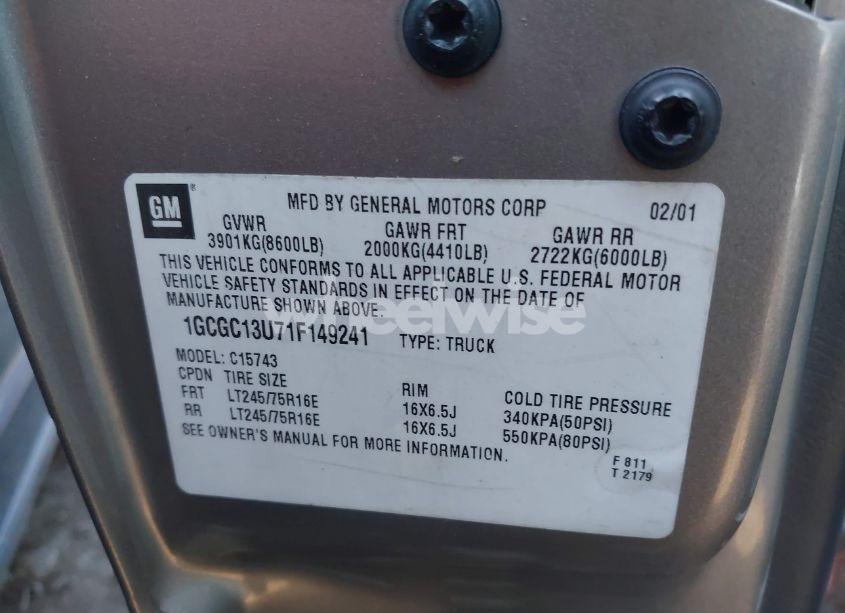 GM ®
MFD BY GENERAL MOTORS CORP 02/01
GVWR GAWR FRT GAWR RR
3901KG(8600LB) 2000KG(4410LB) 2722KG(6000LB)
THIS VEHICLE CONFORMS TO ALL APPLICABLE U.S. FEDERAL MOTOR
VEHICLE SAFETY STANDARDS IN EFFECT ON THE DATE OF
MANUFACTURE SHOWN ABOVE.
wheelwise
1GCGC13U71F149241 TYPE: TRUCK
MODEL: C15743
CPDN TIRE SIZE RIM COLD TIRE PRESSURE
FRT LT245/75R16E 16X6.5J 340KPA(50PSI)
RR LT245/75R16E 16X6.5J 550KPA(80PSI)
SEE OWNER'S MANUAL FOR MORE INFORMATION.
F 811
T 2179